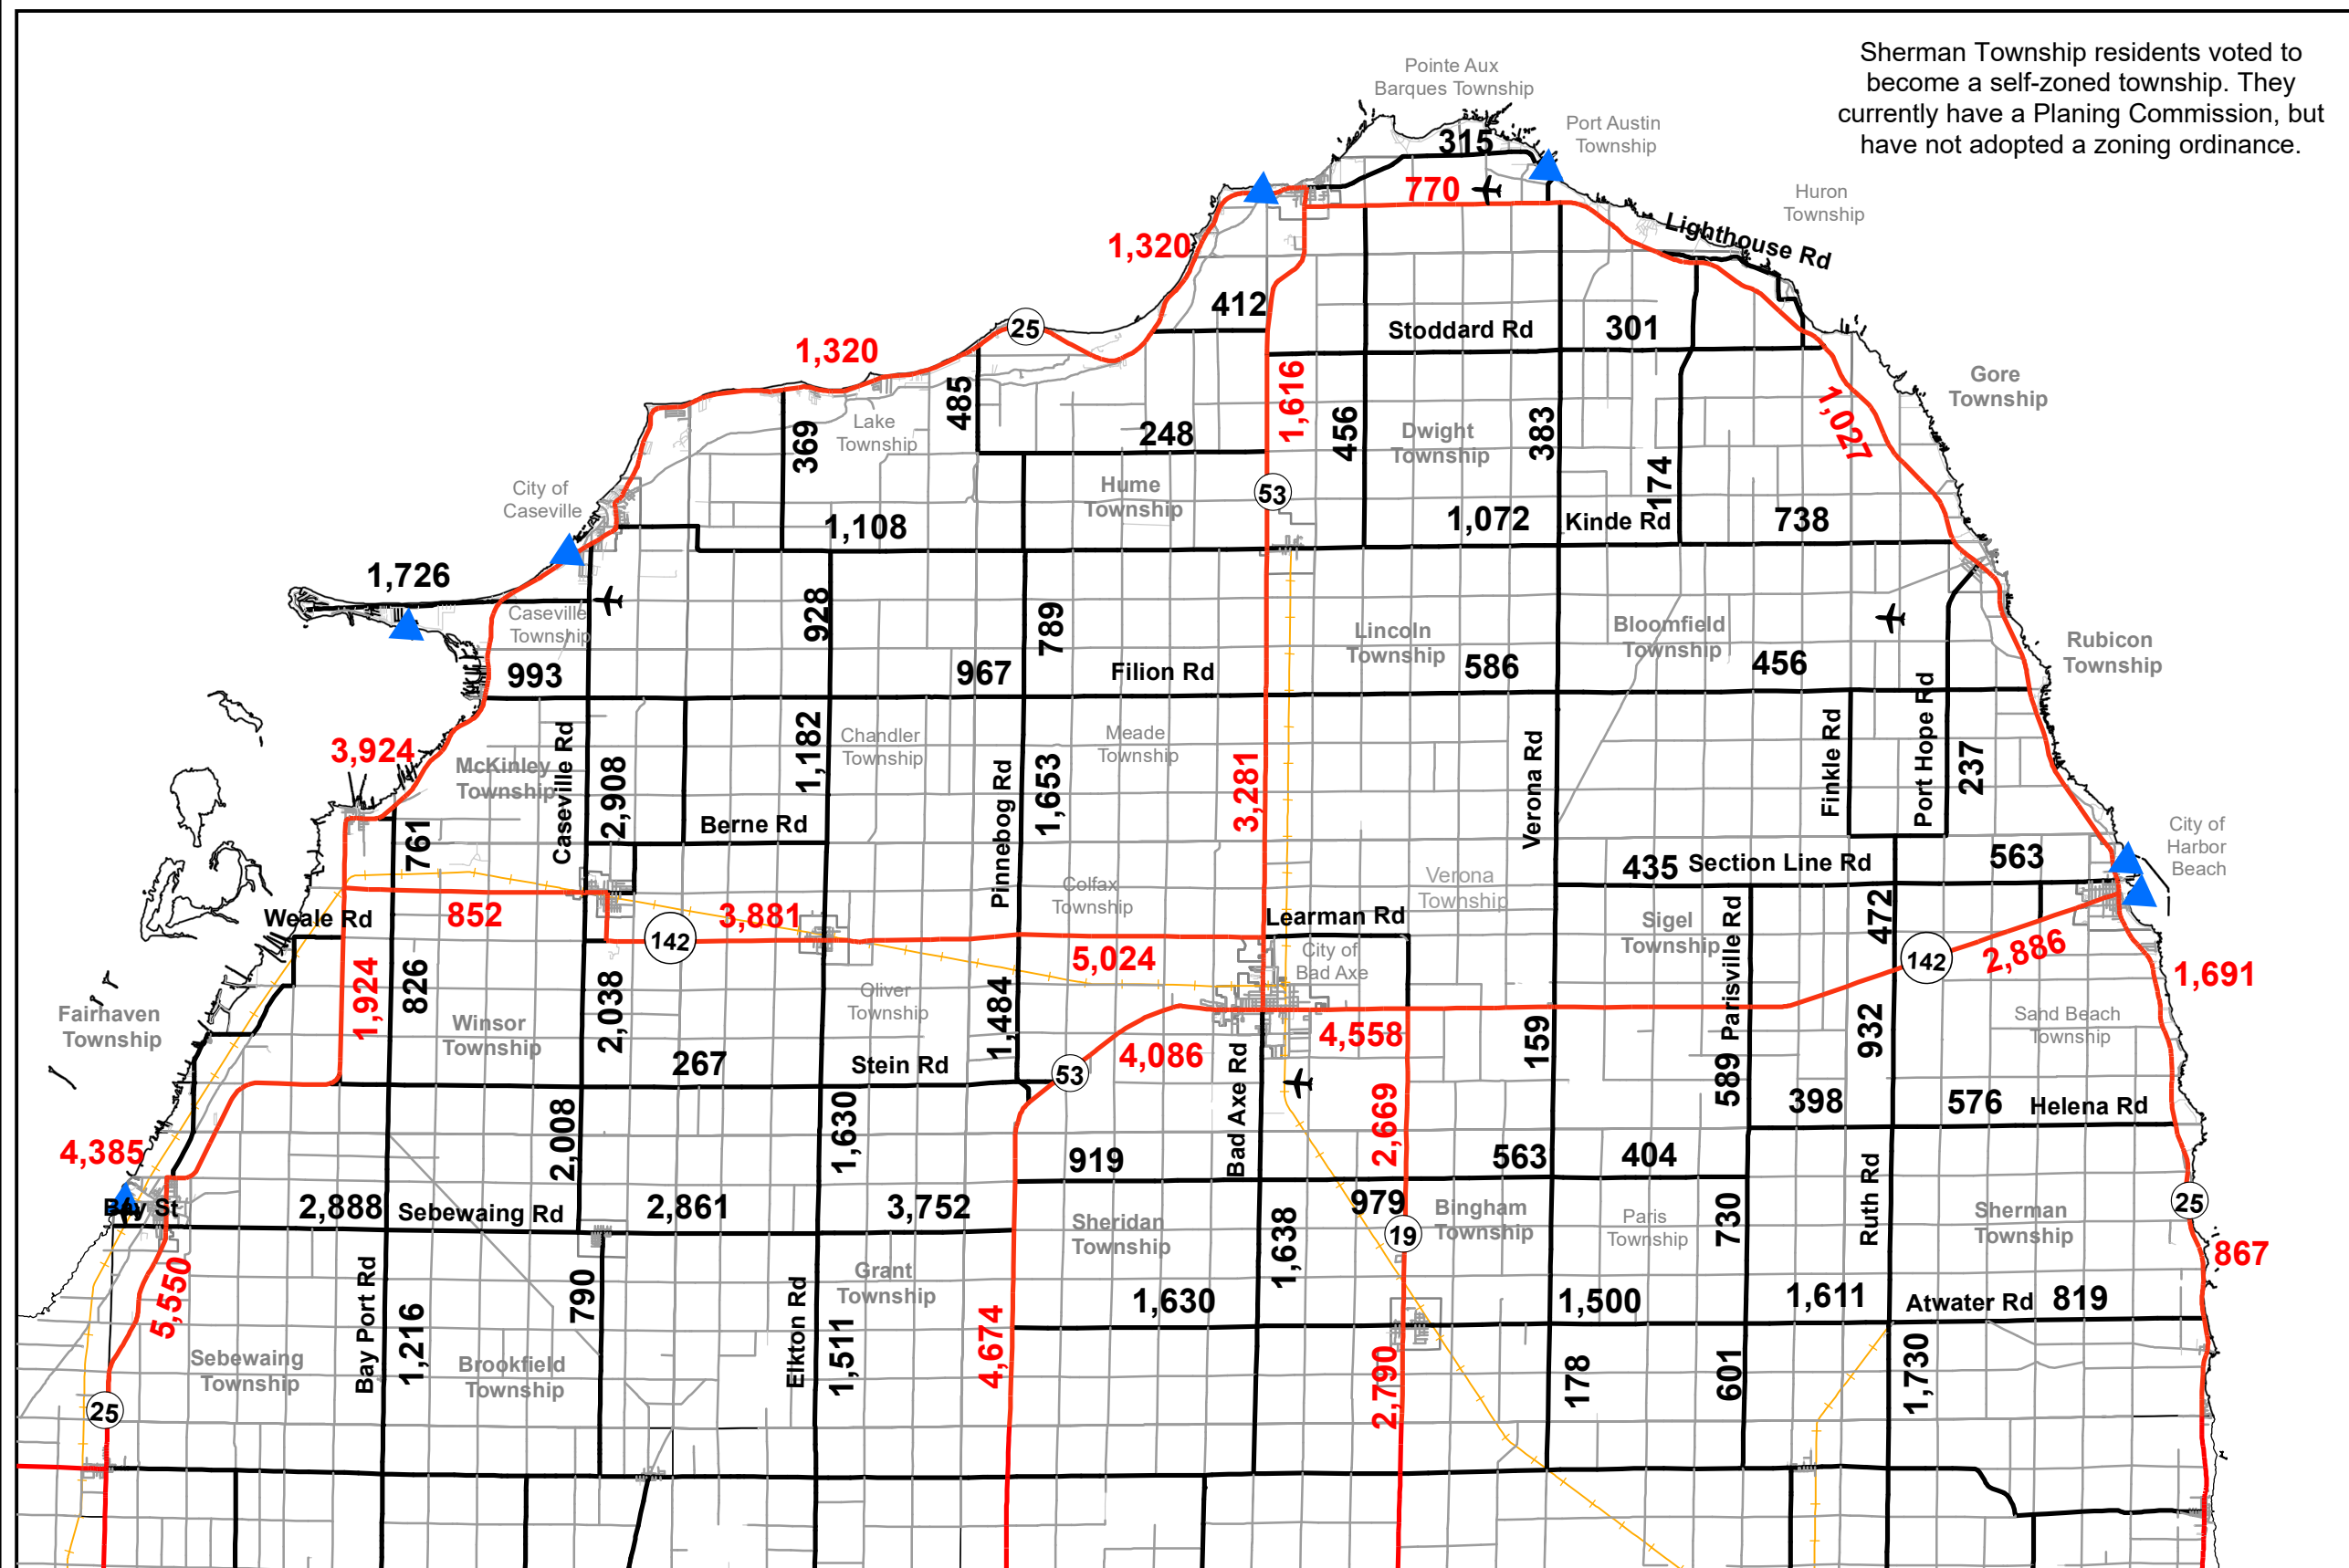 Sherman Township residents voted to
become a self-zoned township. They
currently have a Planing Commission, but
have not adopted a zoning ordinance.
Pointe Aux
Barques Township
Port Austin
Township
315
770
Huron
Township
Lighthouse Rd
1,320
412
25
1,320
Stoddard Rd
301
485
1,616
Gore
Township
1,027
369
Lake
Township
248
456
Dwight
Township
383
174
City of
Caseville
Hume
Township
53
1,108
1,072
Kinde Rd
738
1,726
Caseville
Township
928
789
Lincoln
Township
Bloomfield
Township
Rubicon
Township
993
967
Filion Rd
586
456
3,924
McKinley
Township
Caseville Rd
2,908
1,182
Chandler
Township
Pinnebog Rd
1,653
Meade
Township
3,281
Verona Rd
Finkle Rd
Port Hope Rd
237
761
Berne Rd
City of
Harbor
Beach
435
Section Line Rd
563
Colfax
Township
Verona
Township
Weale Rd
852
142
3,881
Learman Rd
Sigel
Township
Parisville Rd
472
142
2,886
1,691
1,924
826
2,038
5,024
City of
Bad Axe
Fairhaven
Township
Winsor
Township
Oliver
Township
1,484
4,558
159
589
932
Sand Beach
Township
267
Stein Rd
53
4,086
Bad Axe Rd
2,669
398
576
Helena Rd
4,385
2,008
1,630
919
563
404
Ruth Rd
Bay St
2,888
Sebewaing Rd
2,861
3,752
Sheridan
Township
1,638
979
19
Bingham
Township
Paris
Township
730
Sherman
Township
25
867
5,550
Bay Port Rd
1,216
790
Elkton Rd
1,511
Grant
Township
4,674
1,630
1,500
1,611
Atwater Rd
819
Sebewaing
Township
Brookfield
Township
2,790
178
601
1,730
25